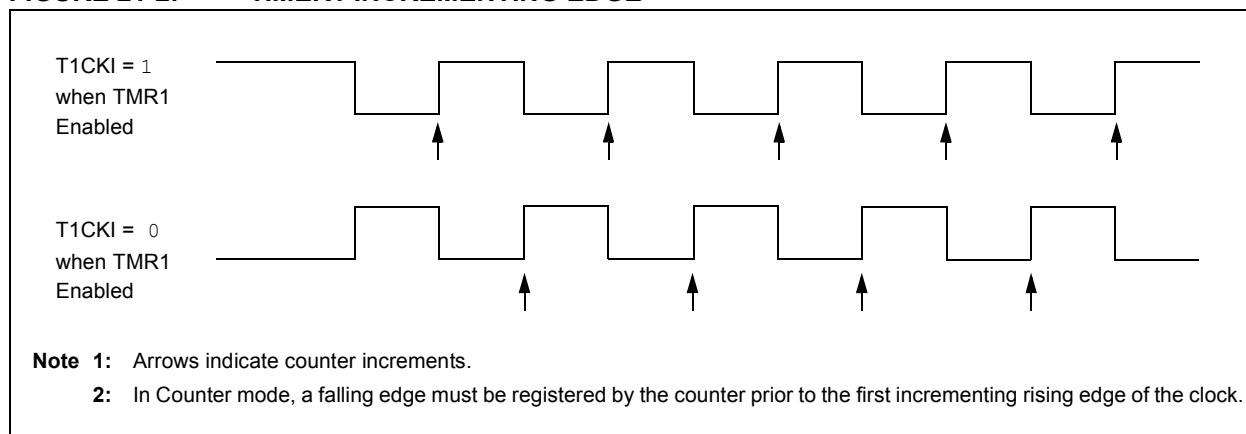 T1CKI = 1
when TMR1
Enabled
T1CKI = 0
when TMR1
Enabled
Note 1: Arrows indicate counter increments.
2: In Counter mode, a falling edge must be registered by the counter prior to the first incrementing rising edge of the clock.